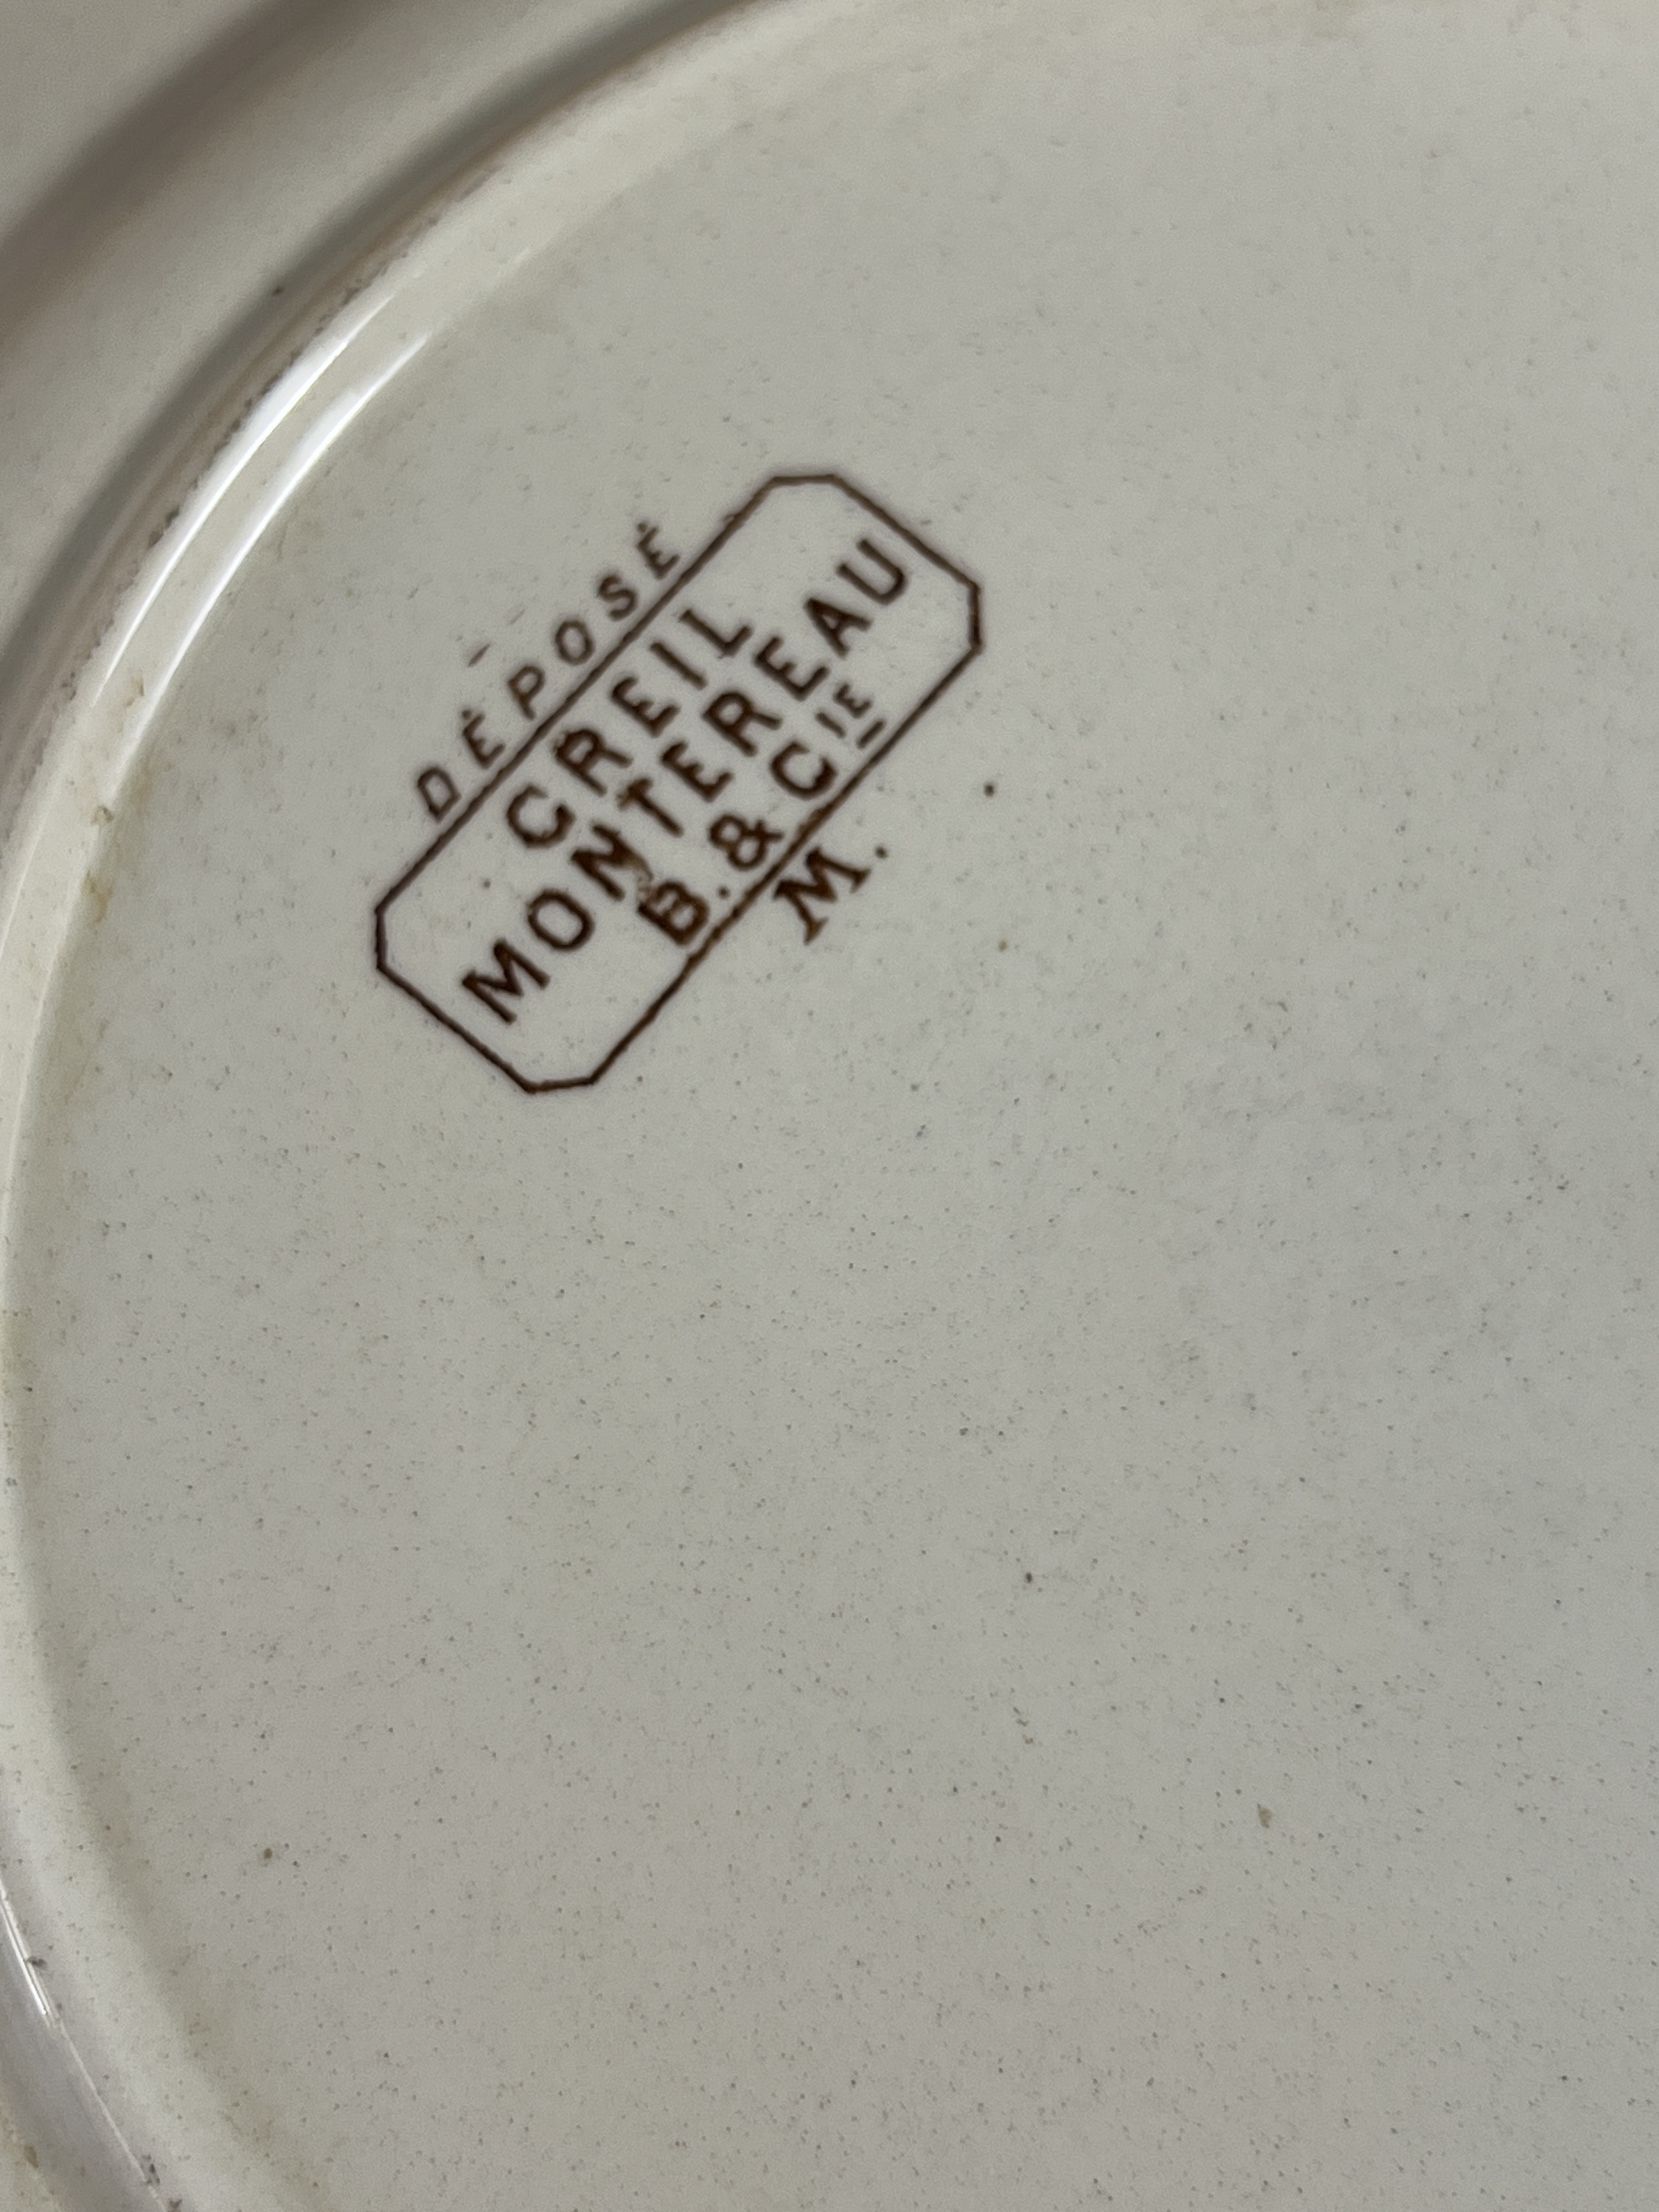 DÉPOSÉ
CREIL
MONTEREAU
B. & CIE
M.